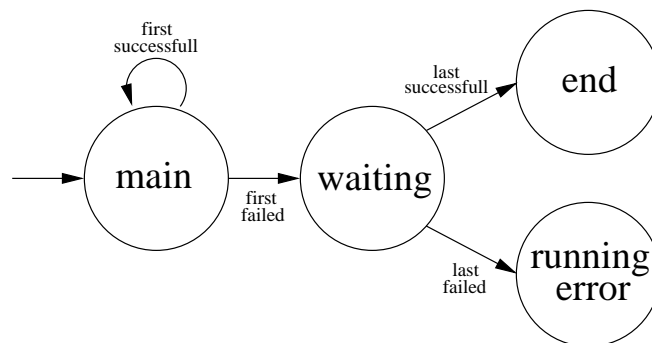 first
successfull
main
first
failed
waiting
last
successfull
end
last
failed
running
error